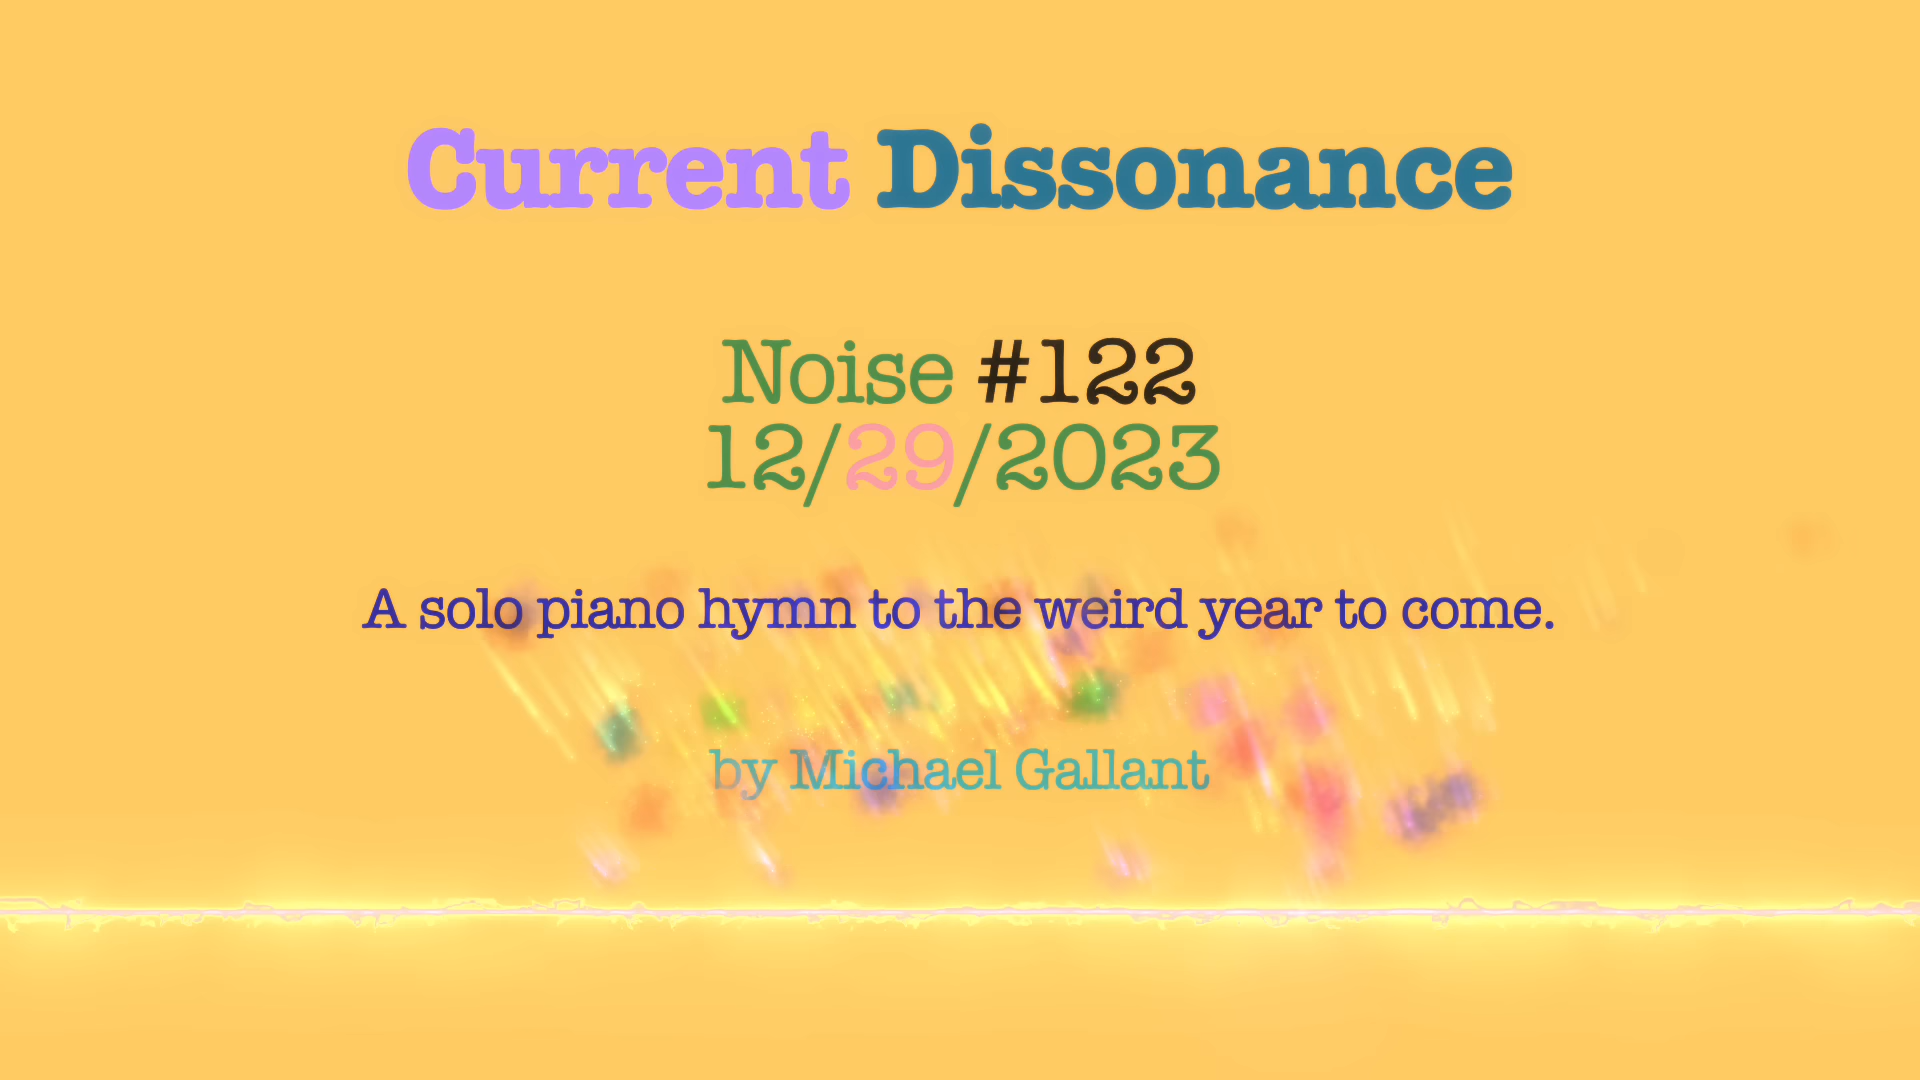 Current Dissonance
Noise #122
12/29/2023
A solo piano hymn to the weird year to come.
by Michael Gallant